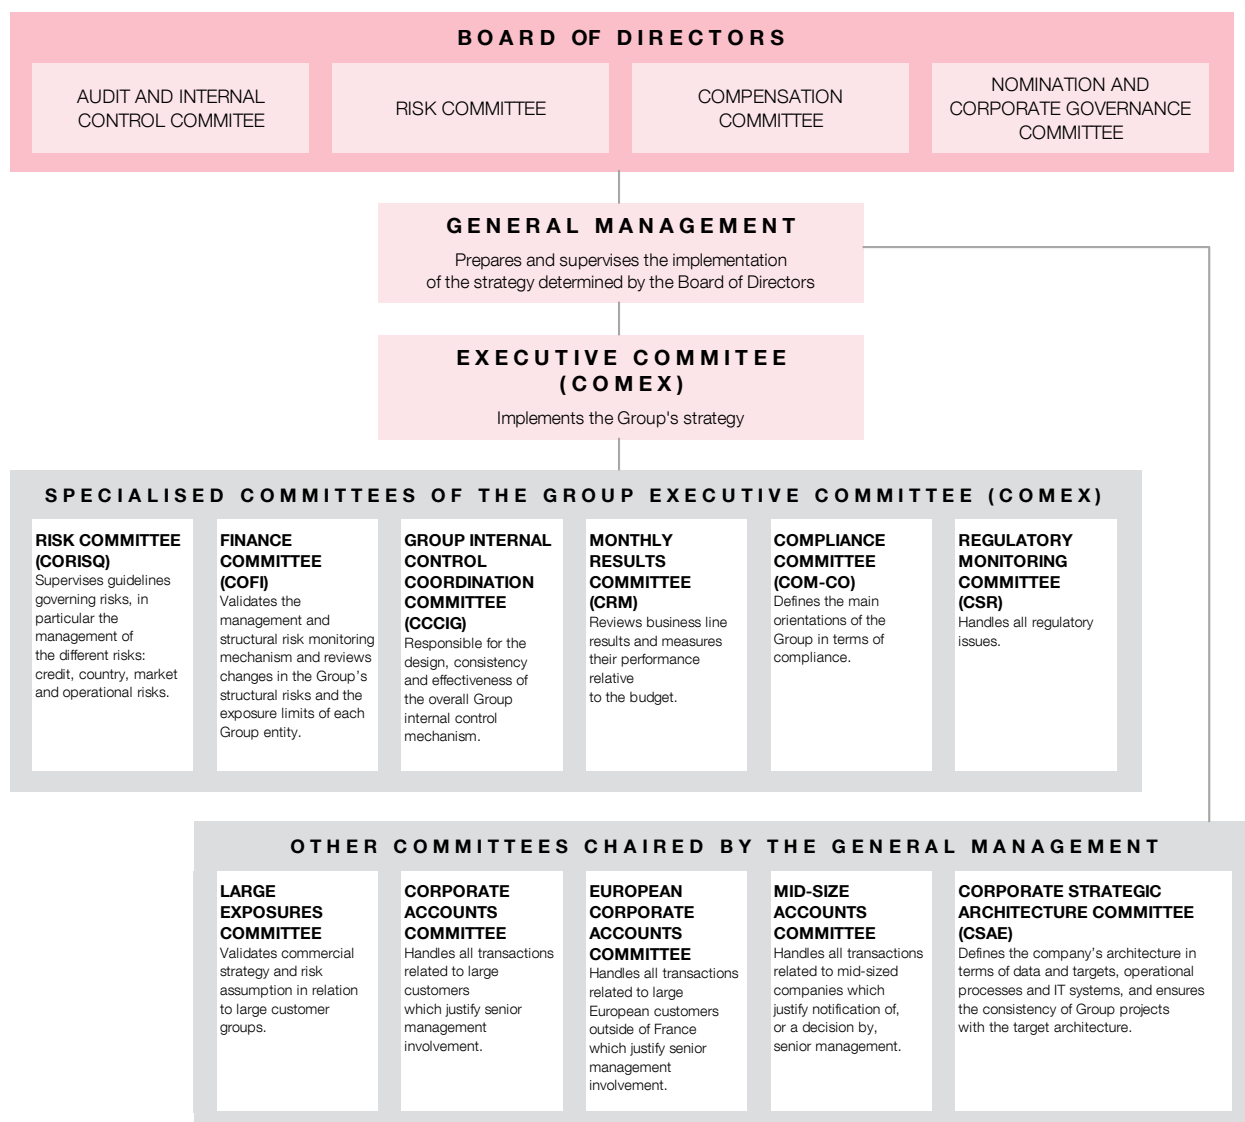 BOARD OF DIRECTORS
AUDIT AND INTERNAL
CONTROL COMMITEE
RISK COMMITTEE
COMPENSATION
COMMITTEE
NOMINATION AND
CORPORATE GOVERNANCE
COMMITTEE
GENERAL MANAGEMENT
Prepares and supervises the implementation
of the strategy determined by the Board of Directors
EXECUTIVE COMMITEE
(COMEX)
Implements the Group's strategy
SPECIALISED COMMITTEES OF THE GROUP EXECUTIVE COMMITTEE (COMEX)
RISK COMMITTEE
(CORISQ)
Supervises guidelines
governing risks, in
particular the
management of
the different risks:
credit, country, market
and operational risks.
FINANCE
COMMITTEE
(COFI)
Validates the
management and
structural risk monitoring
mechanism and reviews
changes in the Group’s
structural risks and the
exposure limits of each
Group entity.
GROUP INTERNAL
CONTROL
COORDINATION
COMMITTEE
(CCCIG)
Responsible for the
design, consistency
and effectiveness of
the overall Group
internal control
mechanism.
MONTHLY
RESULTS
COMMITTEE
(CRM)
Reviews business line
results and measures
their performance
relative
to the budget.
COMPLIANCE
COMMITTEE
(COM-CO)
Defines the main
orientations of the
Group in terms of
compliance.
REGULATORY
MONITORING
COMMITTEE
(CSR)
Handles all regulatory
issues.
OTHER COMMITTEES CHAIRED BY THE GENERAL MANAGEMENT
LARGE
EXPOSURES
COMMITTEE
Validates commercial
strategy and risk
assumption in relation
to large customer
groups.
CORPORATE
ACCOUNTS
COMMITTEE
Handles all transactions
related to large
customers
which justify senior
management
involvement.
EUROPEAN
CORPORATE
ACCOUNTS
COMMITTEE
Handles all transactions
related to large
European customers
outside of France
which justify senior
management
involvement.
MID-SIZE
ACCOUNTS
COMMITTEE
Handles all transactions
related to mid-sized
companies which
justify notification of,
or a decision by,
senior management.
CORPORATE STRATEGIC
ARCHITECTURE COMMITTEE
(CSAE)
Defines the company’s architecture in
terms of data and targets, operational
processes and IT systems, and ensures
the consistency of Group projects
with the target architecture.